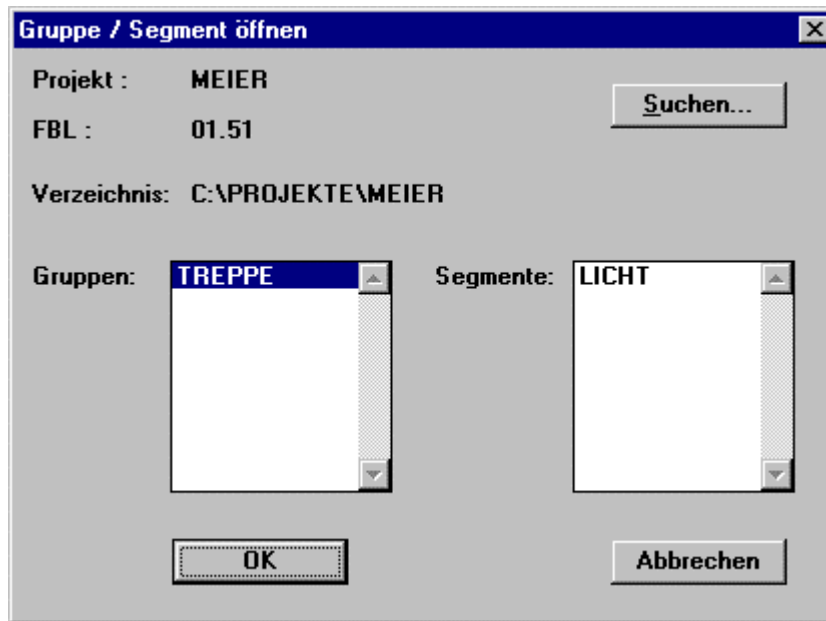 Gruppe / Segment öffnen
Projekt : MEIER
Suchen...
FBL : 01.51
Verzeichnis: C:\PROJEKTE\MEIER
Gruppen: TREPPE Segmente: LICHT
OK Abbrechen